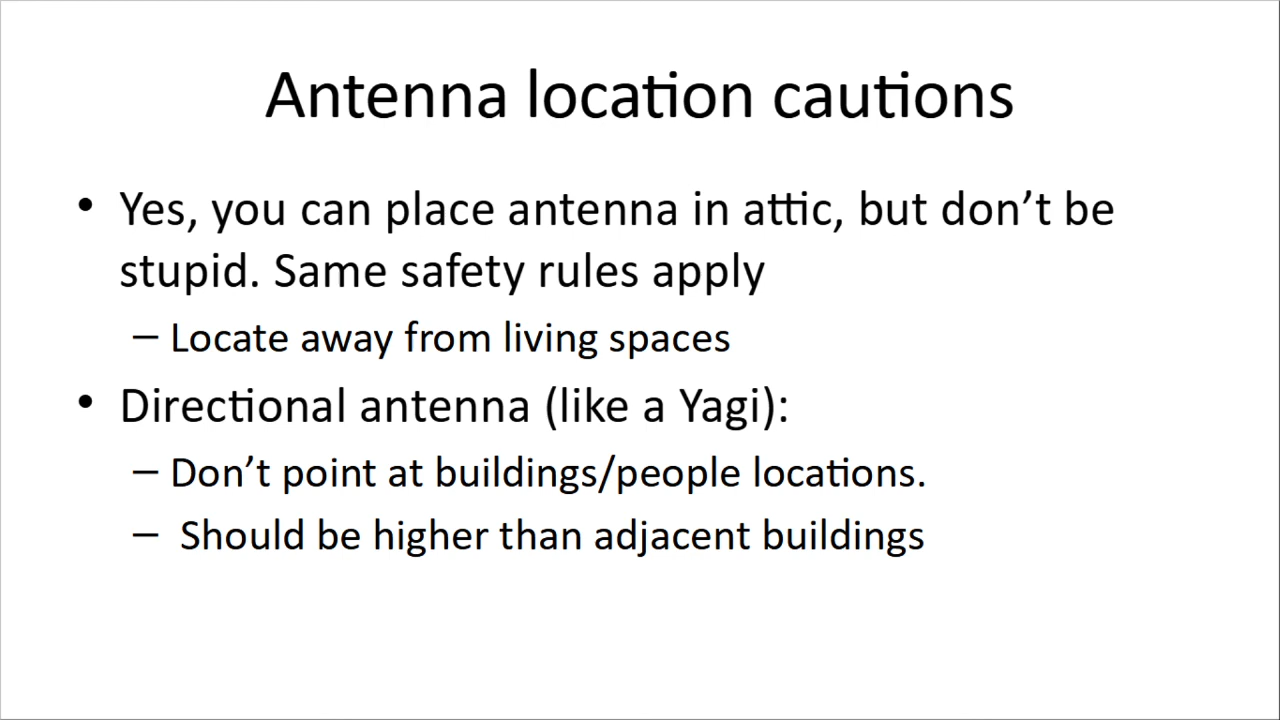 Antenna location cautions
• Yes, you can place antenna in attic, but don’t be
stupid. Same safety rules apply
– Locate away from living spaces
• Directional antenna (like a Yagi):
– Don’t point at buildings/people locations.
– Should be higher than adjacent buildings